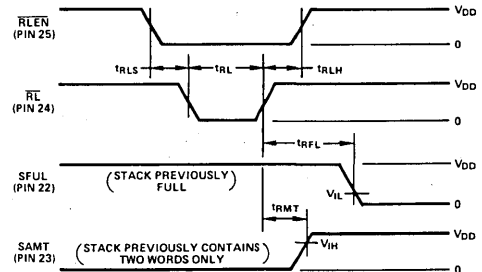 RLEN
(PIN 25)
VDD
0
tRLS
tRL
tRLH
RL
(PIN 24)
VDD
0
tRFL
SFUL
(PIN 22)
(STACK PREVIOUSLY
FULL)
VDD
VIL
0
tRMT
SAMT
(PIN 23)
(STACK PREVIOUSLY CONTAINS
TWO WORDS ONLY)
VIH
VDD
0